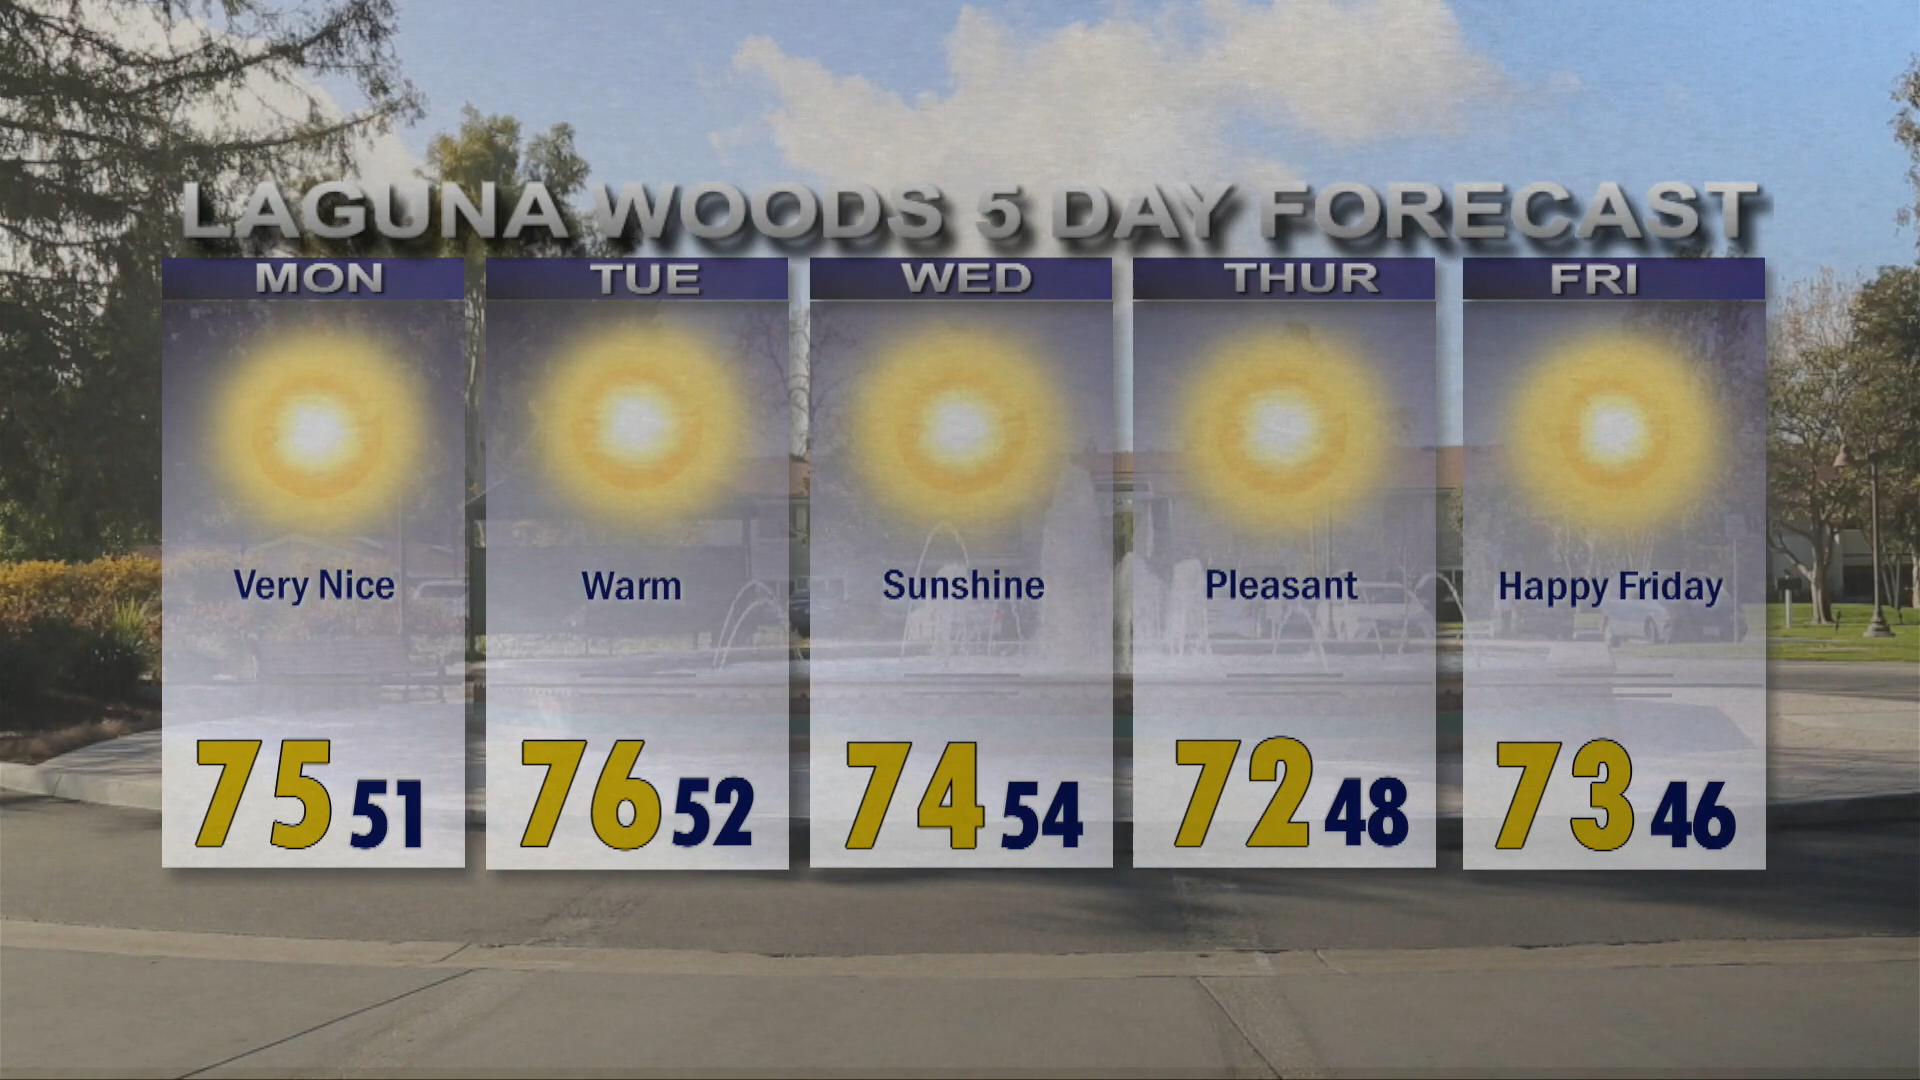 LAGUNA WOODS 5 DAY FORECAST
MON TUE WED THUR FRI
Very Nice Warm Sunshine Pleasant Happy Friday
75 51 76 52 74 54 72 48 73 46